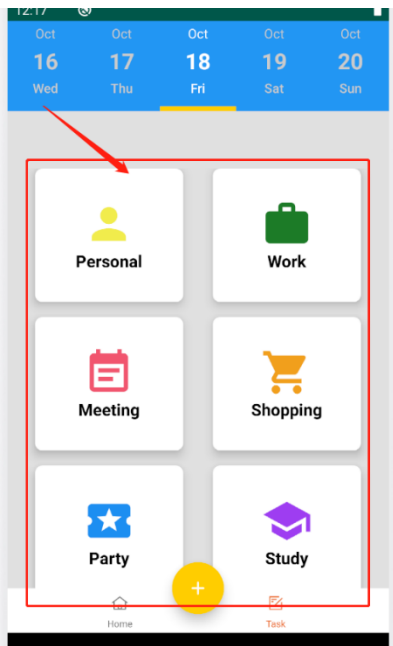 12:17
Oct Oct Oct Oct Oct
16 17 18 19 20
Wed Thu Fri Sat Sun
Personal Work
Meeting Shopping
Party Study
+
Home Task